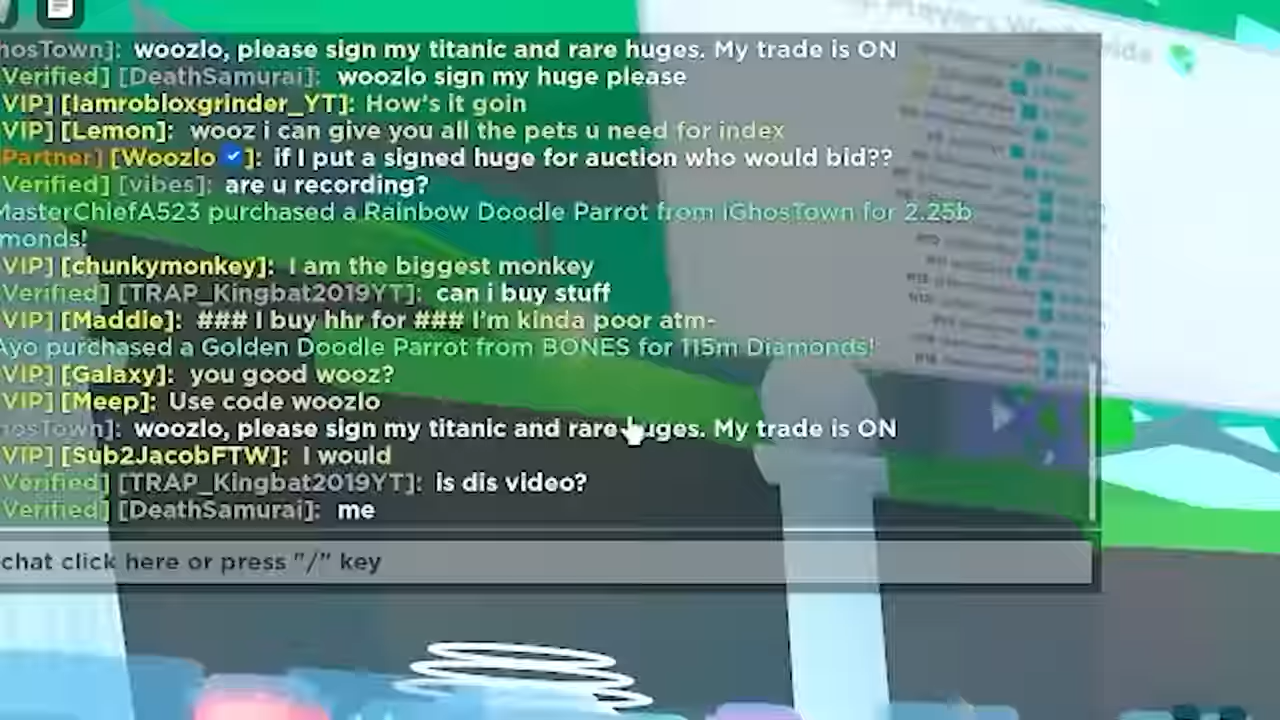 hosTown]: woozlo, please sign my titanic and rare huges. My trade is ON
Verified] [DeathSamurai]: woozlo sign my huge please
VIP] [Iamrobloxgrinder_YT]: How's it goin
VIP] [Lemon]: wooz i can give you all the pets u need for index
Partner] [Woozlo ]: if I put a signed huge for auction who would bid??
Verified] [vibes]: are u recording?
MasterChiefA523 purchased a Rainbow Doodle Parrot from iGhosTown for 2.25b
monds!
VIP] [chunkymonkey]: I am the biggest monkey
Verified] [TRAP_Kingbat2019YT]: can i buy stuff
VIP] [Maddie]: ### I buy hhr for ### I'm kinda poor atm-
Ayo purchased a Golden Doodle Parrot from BONES for 115m Diamonds!
VIP] [Galaxy]: you good wooz?
VIP] [Meep]: Use code woozlo
hosTown]: woozlo, please sign my titanic and rare huges. My trade is ON
VIP] [Sub2JacobFTW]: I would
Verified] [TRAP_Kingbat2019YT]: is dis video?
Verified] [DeathSamurai]: me
chat click here or press "/" key